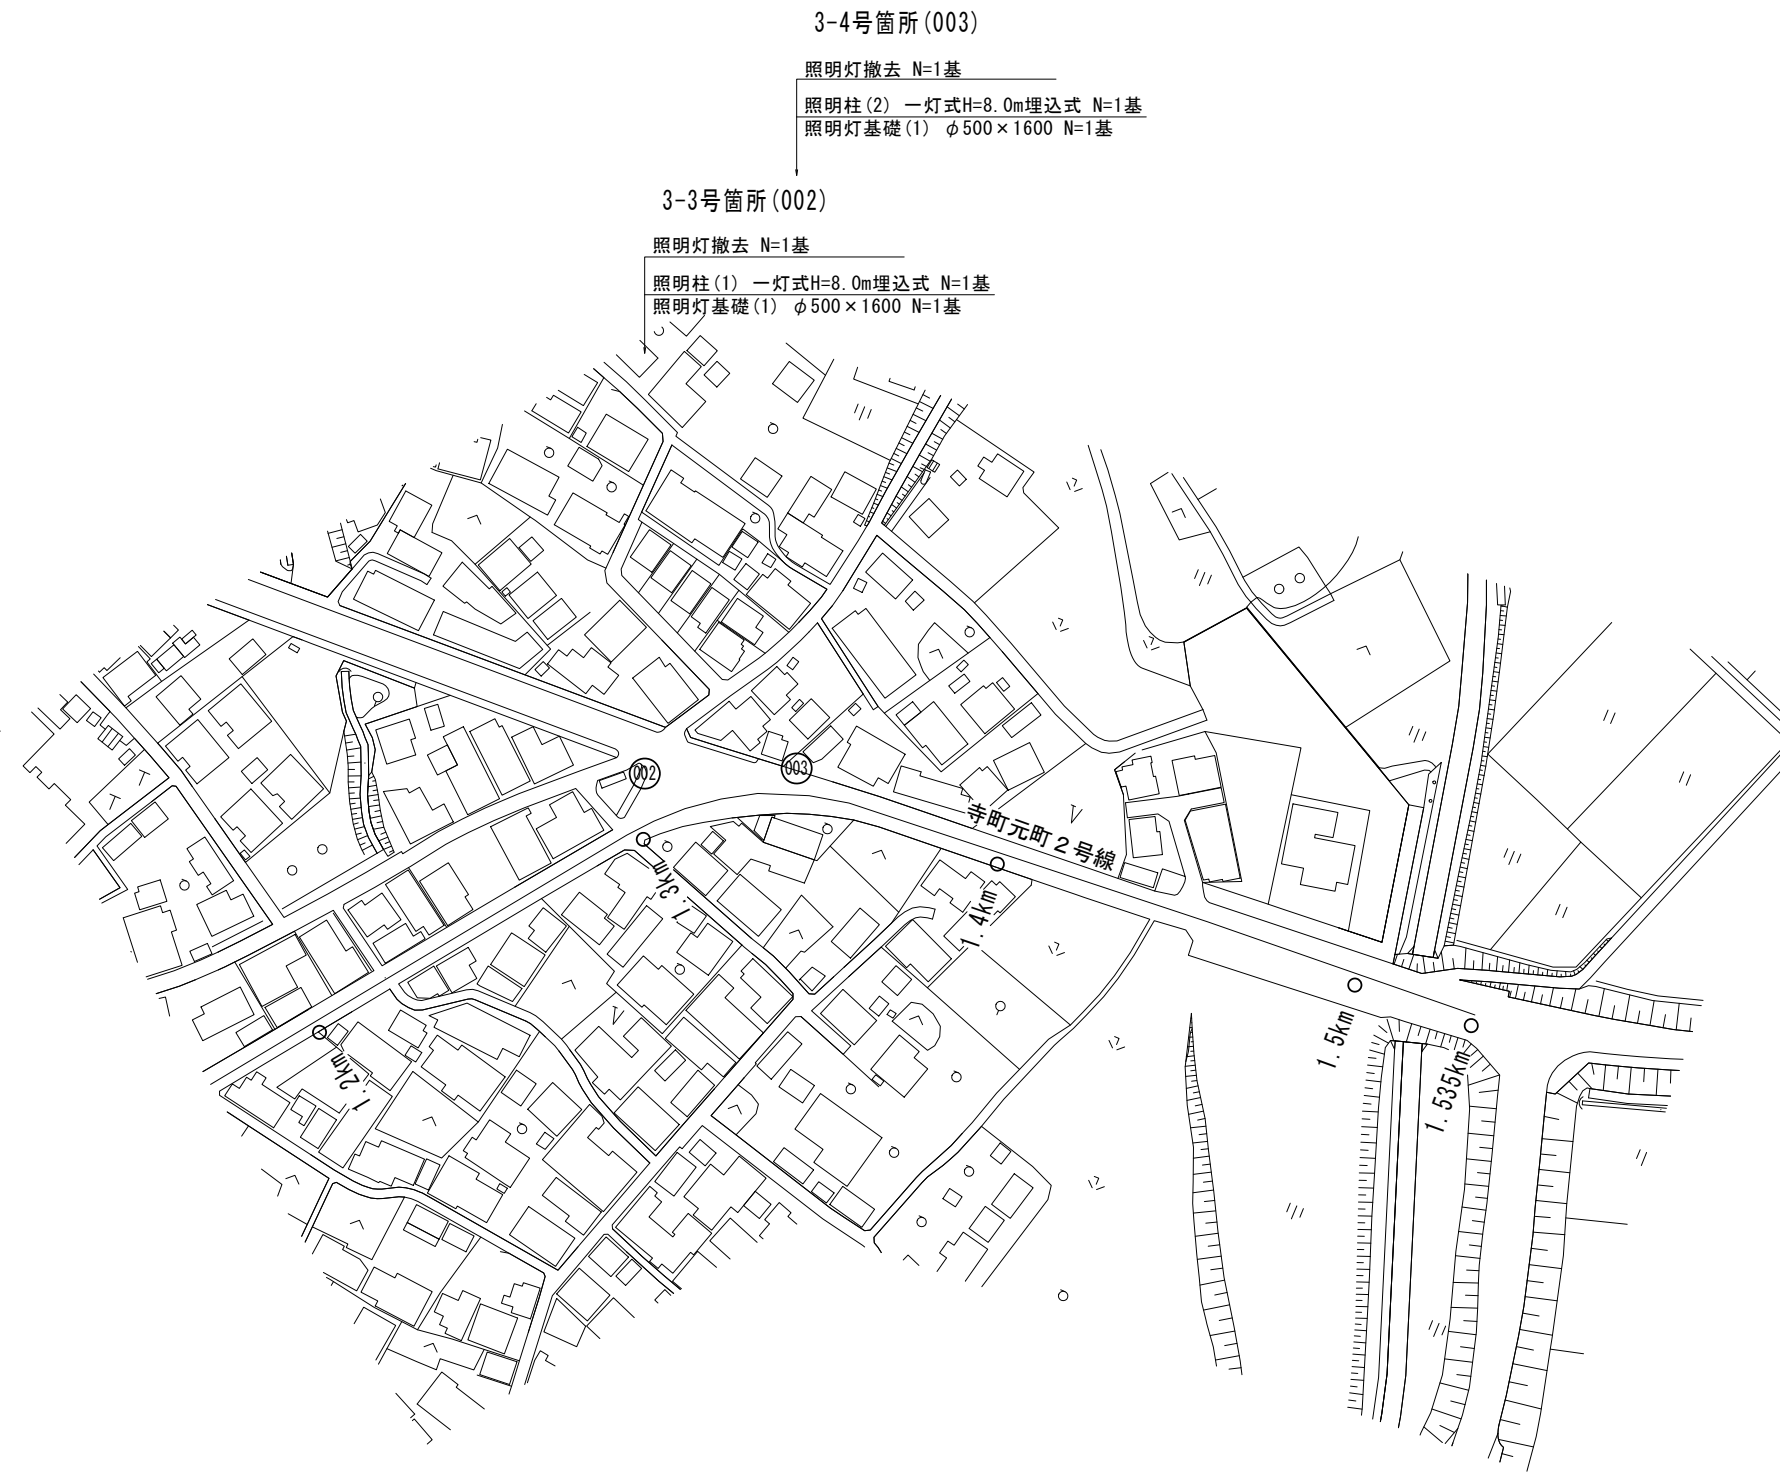 3-4号箇所(003)
照明灯撤去 N=1基
照明柱(2) 一灯式H=8.0m埋込式 N=1基
照明灯基礎(1) φ500×1600 N=1基
3-3号箇所(002)
照明灯撤去 N=1基
照明柱(1) 一灯式H=8.0m埋込式 N=1基
照明灯基礎(1) φ500×1600 N=1基
002
003
寺町元町２号線
1.3km
1.4km
1.2km
1.5km
1.535km